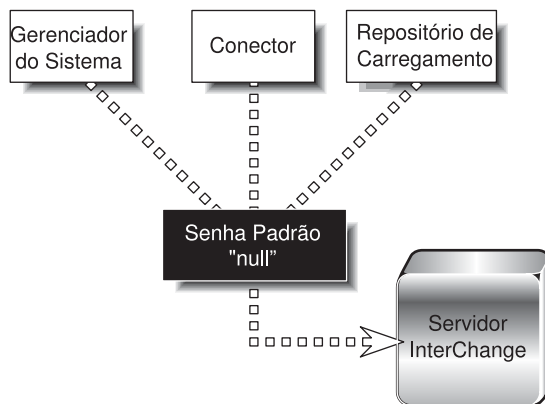 Gerenciador
do Sistema
Conector
Repositório de
Carregamento
Senha Padrão
"null”
Servidor
InterChange